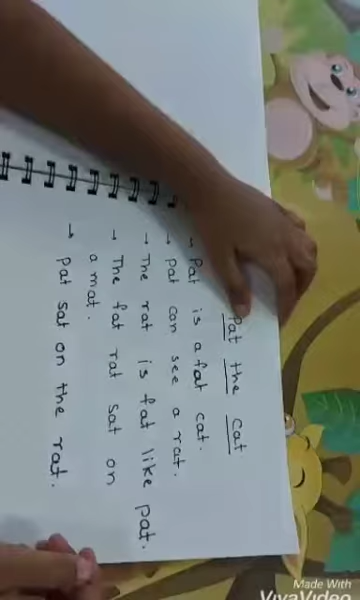 Pat the cat
→ Pat is a fat cat.
→ Pat can see a rat.
→ The rat is fat like pat.
→ The fat rat sat on
a mat.
→ Pat sat on the rat.
Made With
VivaVideo